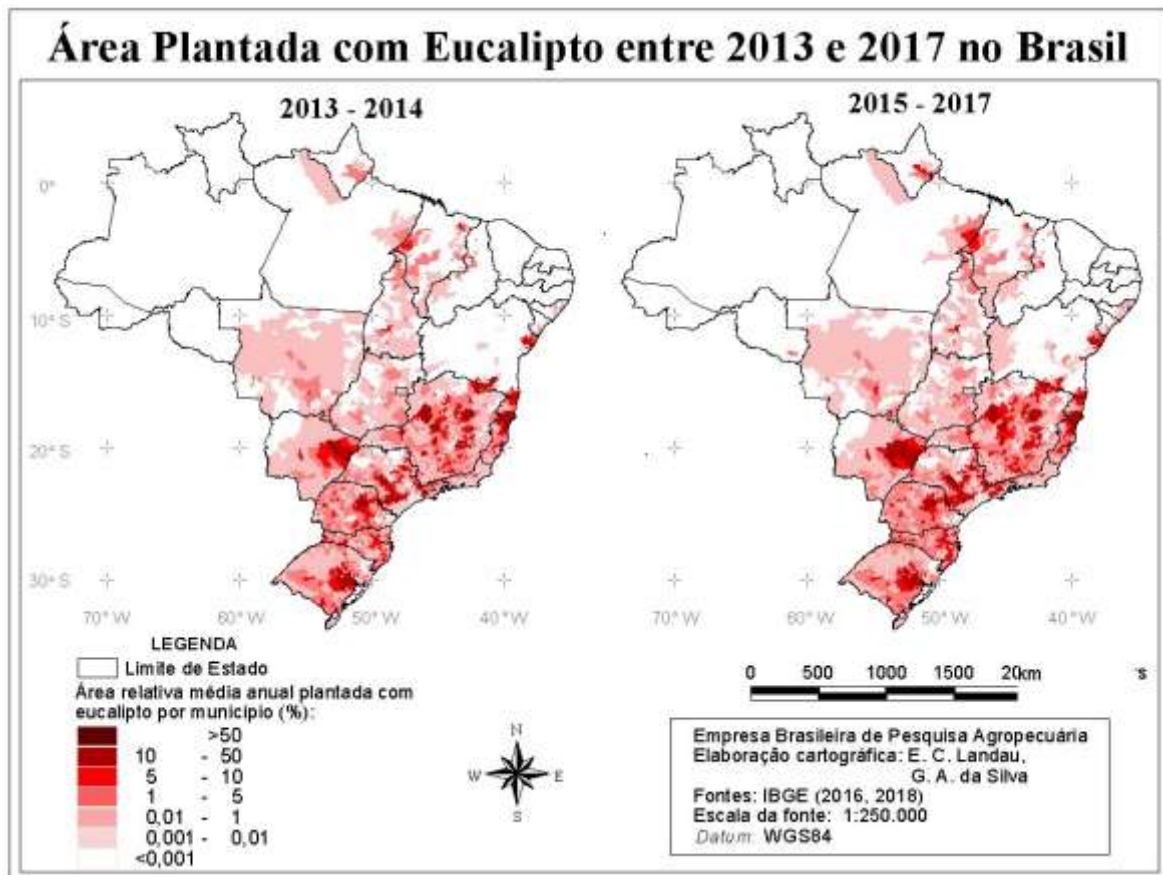 Área Plantada com Eucalipto entre 2013 e 2017 no Brasil
2013 - 2014
2015 - 2017
0°
10° S
20° S
30° S
70° W
60° W
50° W
40° W
70° W
60° W
50° W
40° W
LEGENDA
Limite de Estado
Área relativa média anual plantada com
eucalipto por município (%):
>50
10 - 50
5 - 10
1 - 5
0,01 - 1
0,001 - 0,01
<0,001
N
W E
S
0 500 1000 1500 20km
°s
Empresa Brasileira de Pesquisa Agropecuária
Elaboração cartográfica: E. C. Landau,
G. A. da Silva
Fontes: IBGE (2016, 2018)
Escala da fonte: 1:250.000
Datum: WGS84